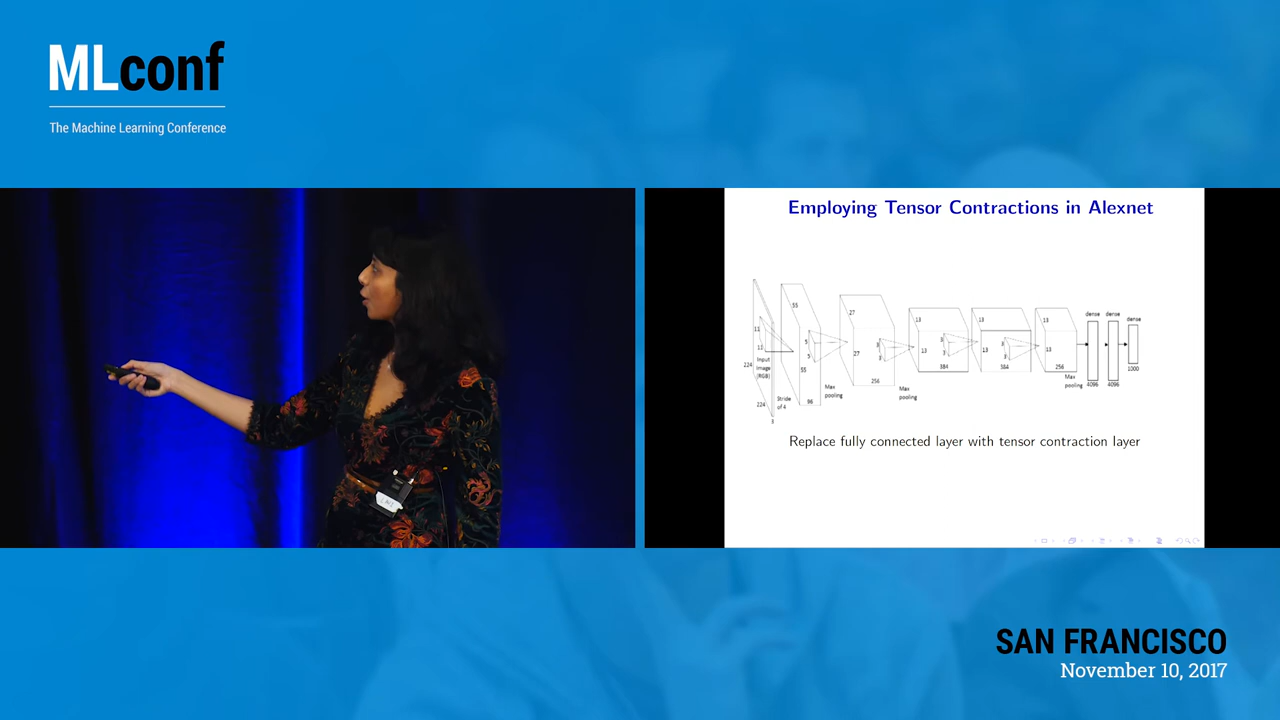 MLconf
The Machine Learning Conference
Employing Tensor Contractions in Alexnet
11
11
224
224
3
Input
Image
(RGB)
Stride
of 4
55
55
96
5
5
Max
pooling
27
27
256
3
3
Max
pooling
13
13
384
3
3
13
13
384
3
3
13
13
256
Max
pooling
dense
dense
dense
4096
4096
1000
Replace fully connected layer with tensor contraction layer
SAN FRANCISCO
November 10, 2017